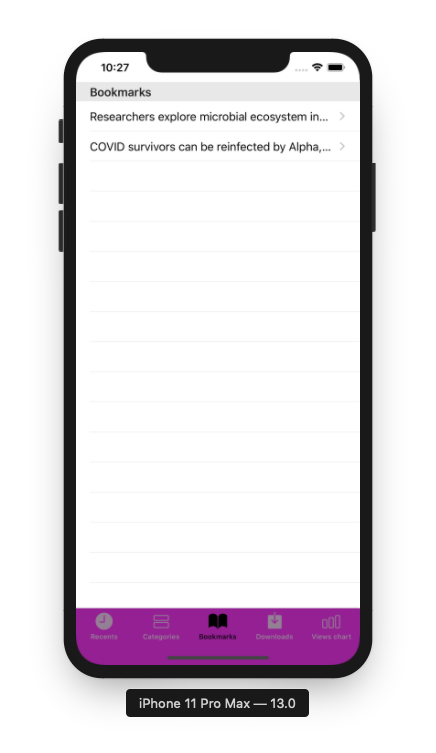 10:27
Bookmarks
Researchers explore microbial ecosystem in...
COVID survivors can be reinfected by Alpha,...
Recents
Categories
Bookmarks
Downloads
Views chart
iPhone 11 Pro Max — 13.0